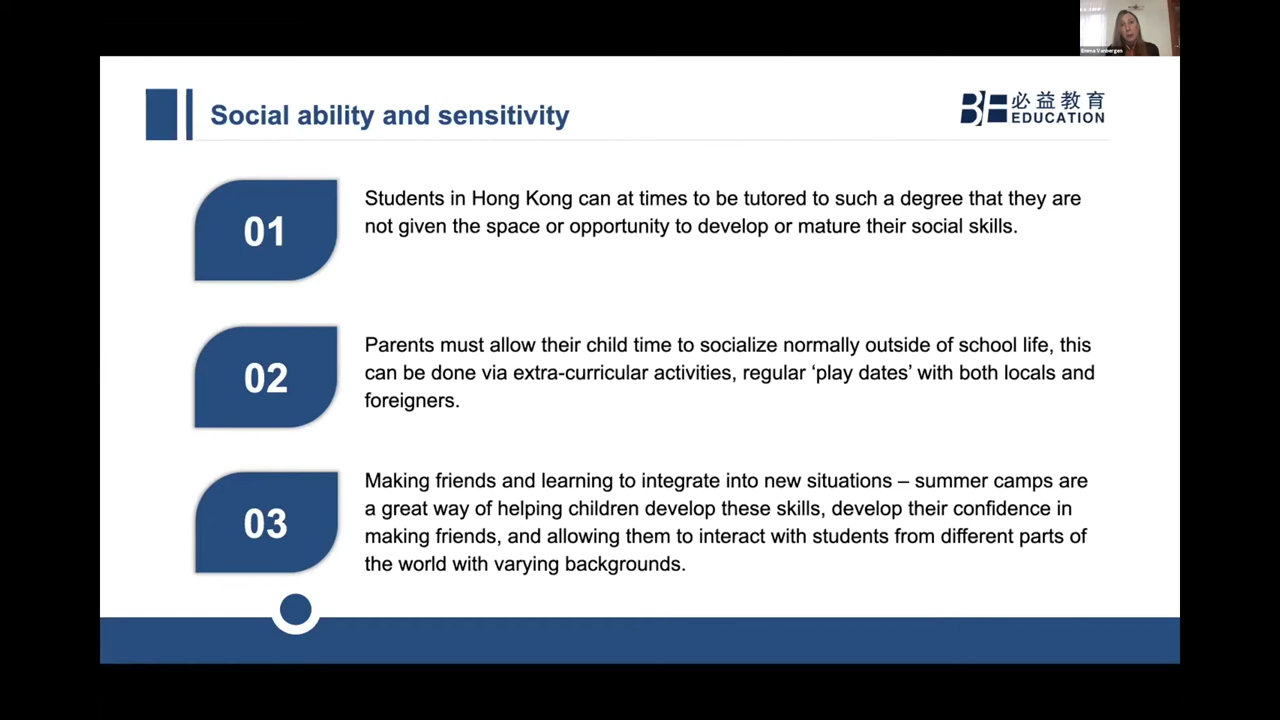 Emma Vanbergen
Social ability and sensitivity
必益教育
EDUCATION
01
Students in Hong Kong can at times to be tutored to such a degree that they are
not given the space or opportunity to develop or mature their social skills.
02
Parents must allow their child time to socialize normally outside of school life, this
can be done via extra-curricular activities, regular ‘play dates’ with both locals and
foreigners.
03
Making friends and learning to integrate into new situations – summer camps are
a great way of helping children develop these skills, develop their confidence in
making friends, and allowing them to interact with students from different parts of
the world with varying backgrounds.